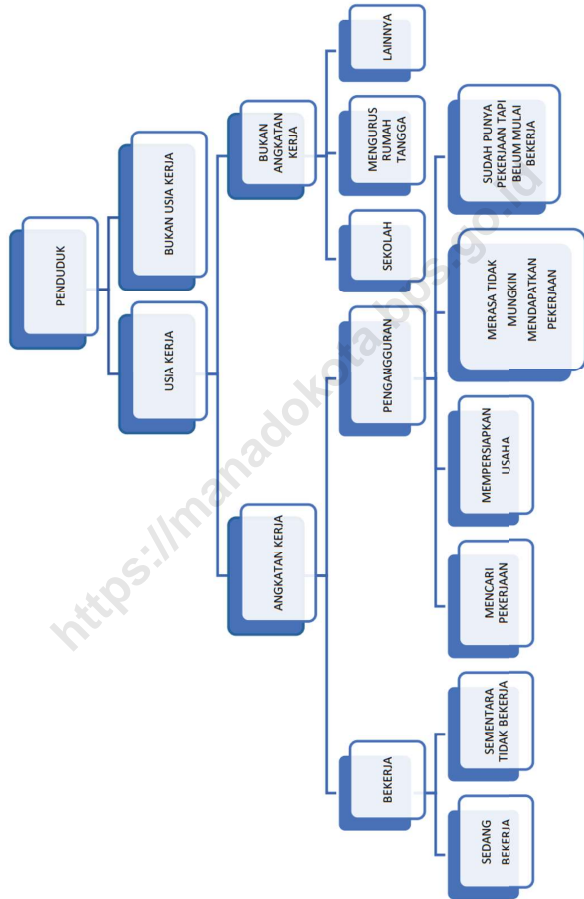 PENDUDUK
USIA KERJA
BUKAN USIA KERJA
ANGKATAN KERJA
BUKAN
ANGKATAN
KERJA
BEKERJA
PENGANGGURAN
SEKOLAH
MENGURUS
RUMAH
TANGGA
LAINNYA
SEDANG
BEKERJA
SEMENTARA
TIDAK BEKERJA
MENCARI
PEKERJAAN
MEMPERSIAPKAN
USAHA
MERASA TIDAK
MUNGKIN
MENDAPATKAN
PEKERJAAN
SUDAH PUNYA
PEKERJAAN TAPI
BELUM MULAI
BEKERJA
https://manadokota.bps.go.id